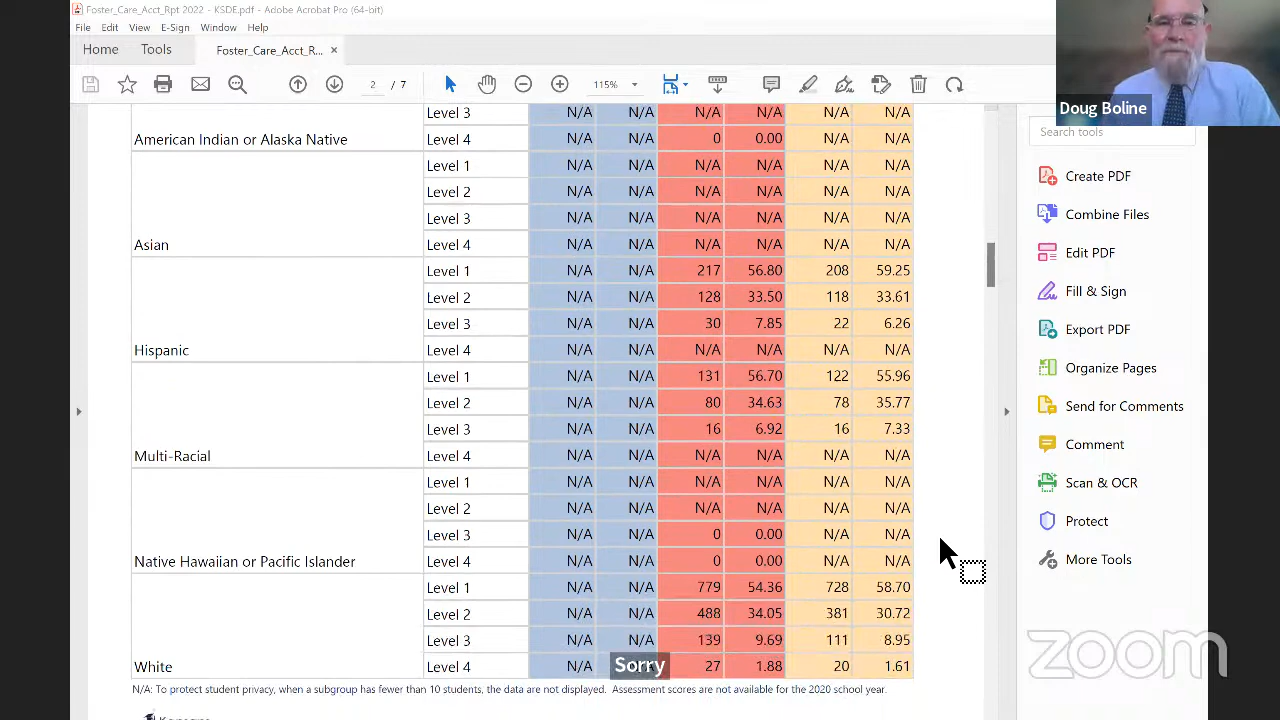 Foster_Care_Acct_Rpt 2022 - KSDE.pdf - Adobe Acrobat Pro (64-bit)
File Edit View E-Sign Window Help
Home Tools Foster_Care_Acct_R... ×
2 / 7 115%
Doug Boline
Search tools
Create PDF
Combine Files
Edit PDF
Fill & Sign
Export PDF
Organize Pages
Send for Comments
Comment
Scan & OCR
Protect
More Tools
Level 3 N/A N/A N/A N/A N/A N/A
American Indian or Alaska Native Level 4 N/A N/A 0 0.00 N/A N/A
Level 1 N/A N/A N/A N/A N/A N/A
Level 2 N/A N/A N/A N/A N/A N/A
Level 3 N/A N/A N/A N/A N/A N/A
Asian Level 4 N/A N/A N/A N/A N/A N/A
Level 1 N/A N/A 217 56.80 208 59.25
Level 2 N/A N/A 128 33.50 118 33.61
Level 3 N/A N/A 30 7.85 22 6.26
Hispanic Level 4 N/A N/A N/A N/A N/A N/A
Level 1 N/A N/A 131 56.70 122 55.96
Level 2 N/A N/A 80 34.63 78 35.77
Level 3 N/A N/A 16 6.92 16 7.33
Multi-Racial Level 4 N/A N/A N/A N/A N/A N/A
Level 1 N/A N/A N/A N/A N/A N/A
Level 2 N/A N/A N/A N/A N/A N/A
Level 3 N/A N/A 0 0.00 N/A N/A
Native Hawaiian or Pacific Islander Level 4 N/A N/A 0 0.00 N/A N/A
Level 1 N/A N/A 779 54.36 728 58.70
Level 2 N/A N/A 488 34.05 381 30.72
Level 3 N/A N/A 139 9.69 111 8.95
White Level 4 N/A 27 1.88 20 1.61
Sorry
N/A: To protect student privacy, when a subgroup has fewer than 10 students, the data are not displayed. Assessment scores are not available for the 2020 school year.
zoom